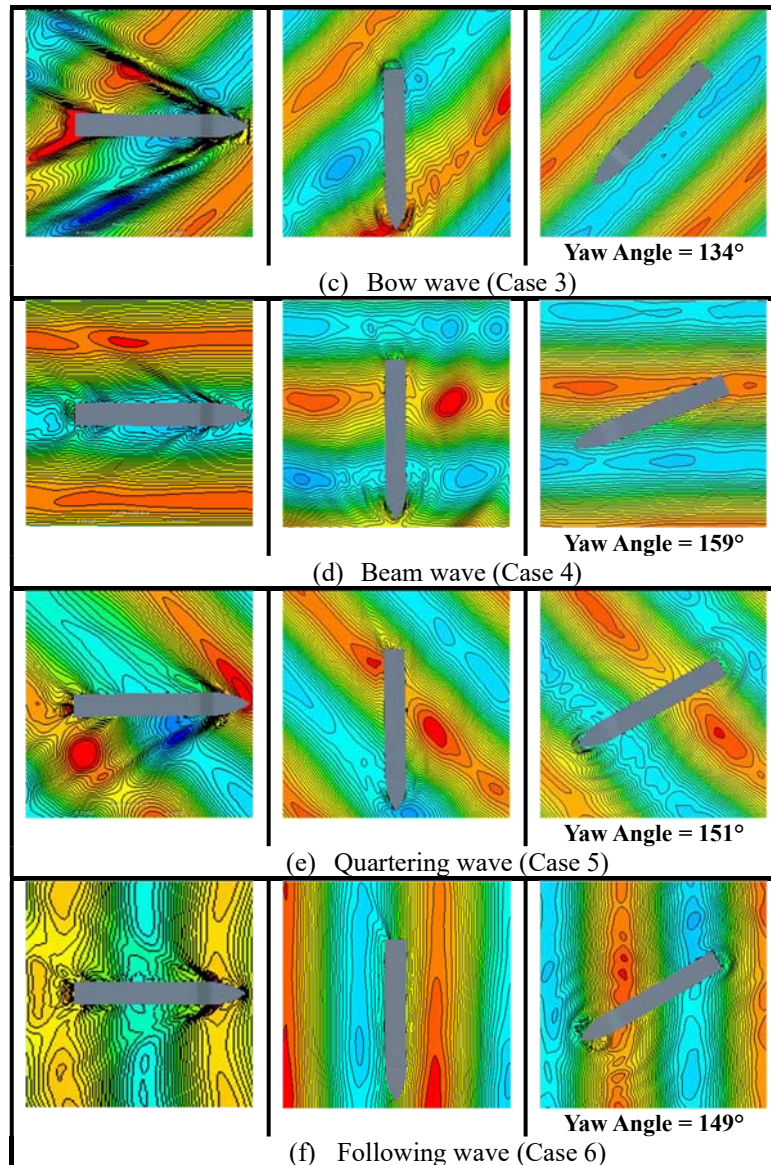 Yaw Angle = 134°
(c) Bow wave (Case 3)
Yaw Angle = 159°
(d) Beam wave (Case 4)
Yaw Angle = 151°
(e) Quartering wave (Case 5)
Yaw Angle = 149°
(f) Following wave (Case 6)